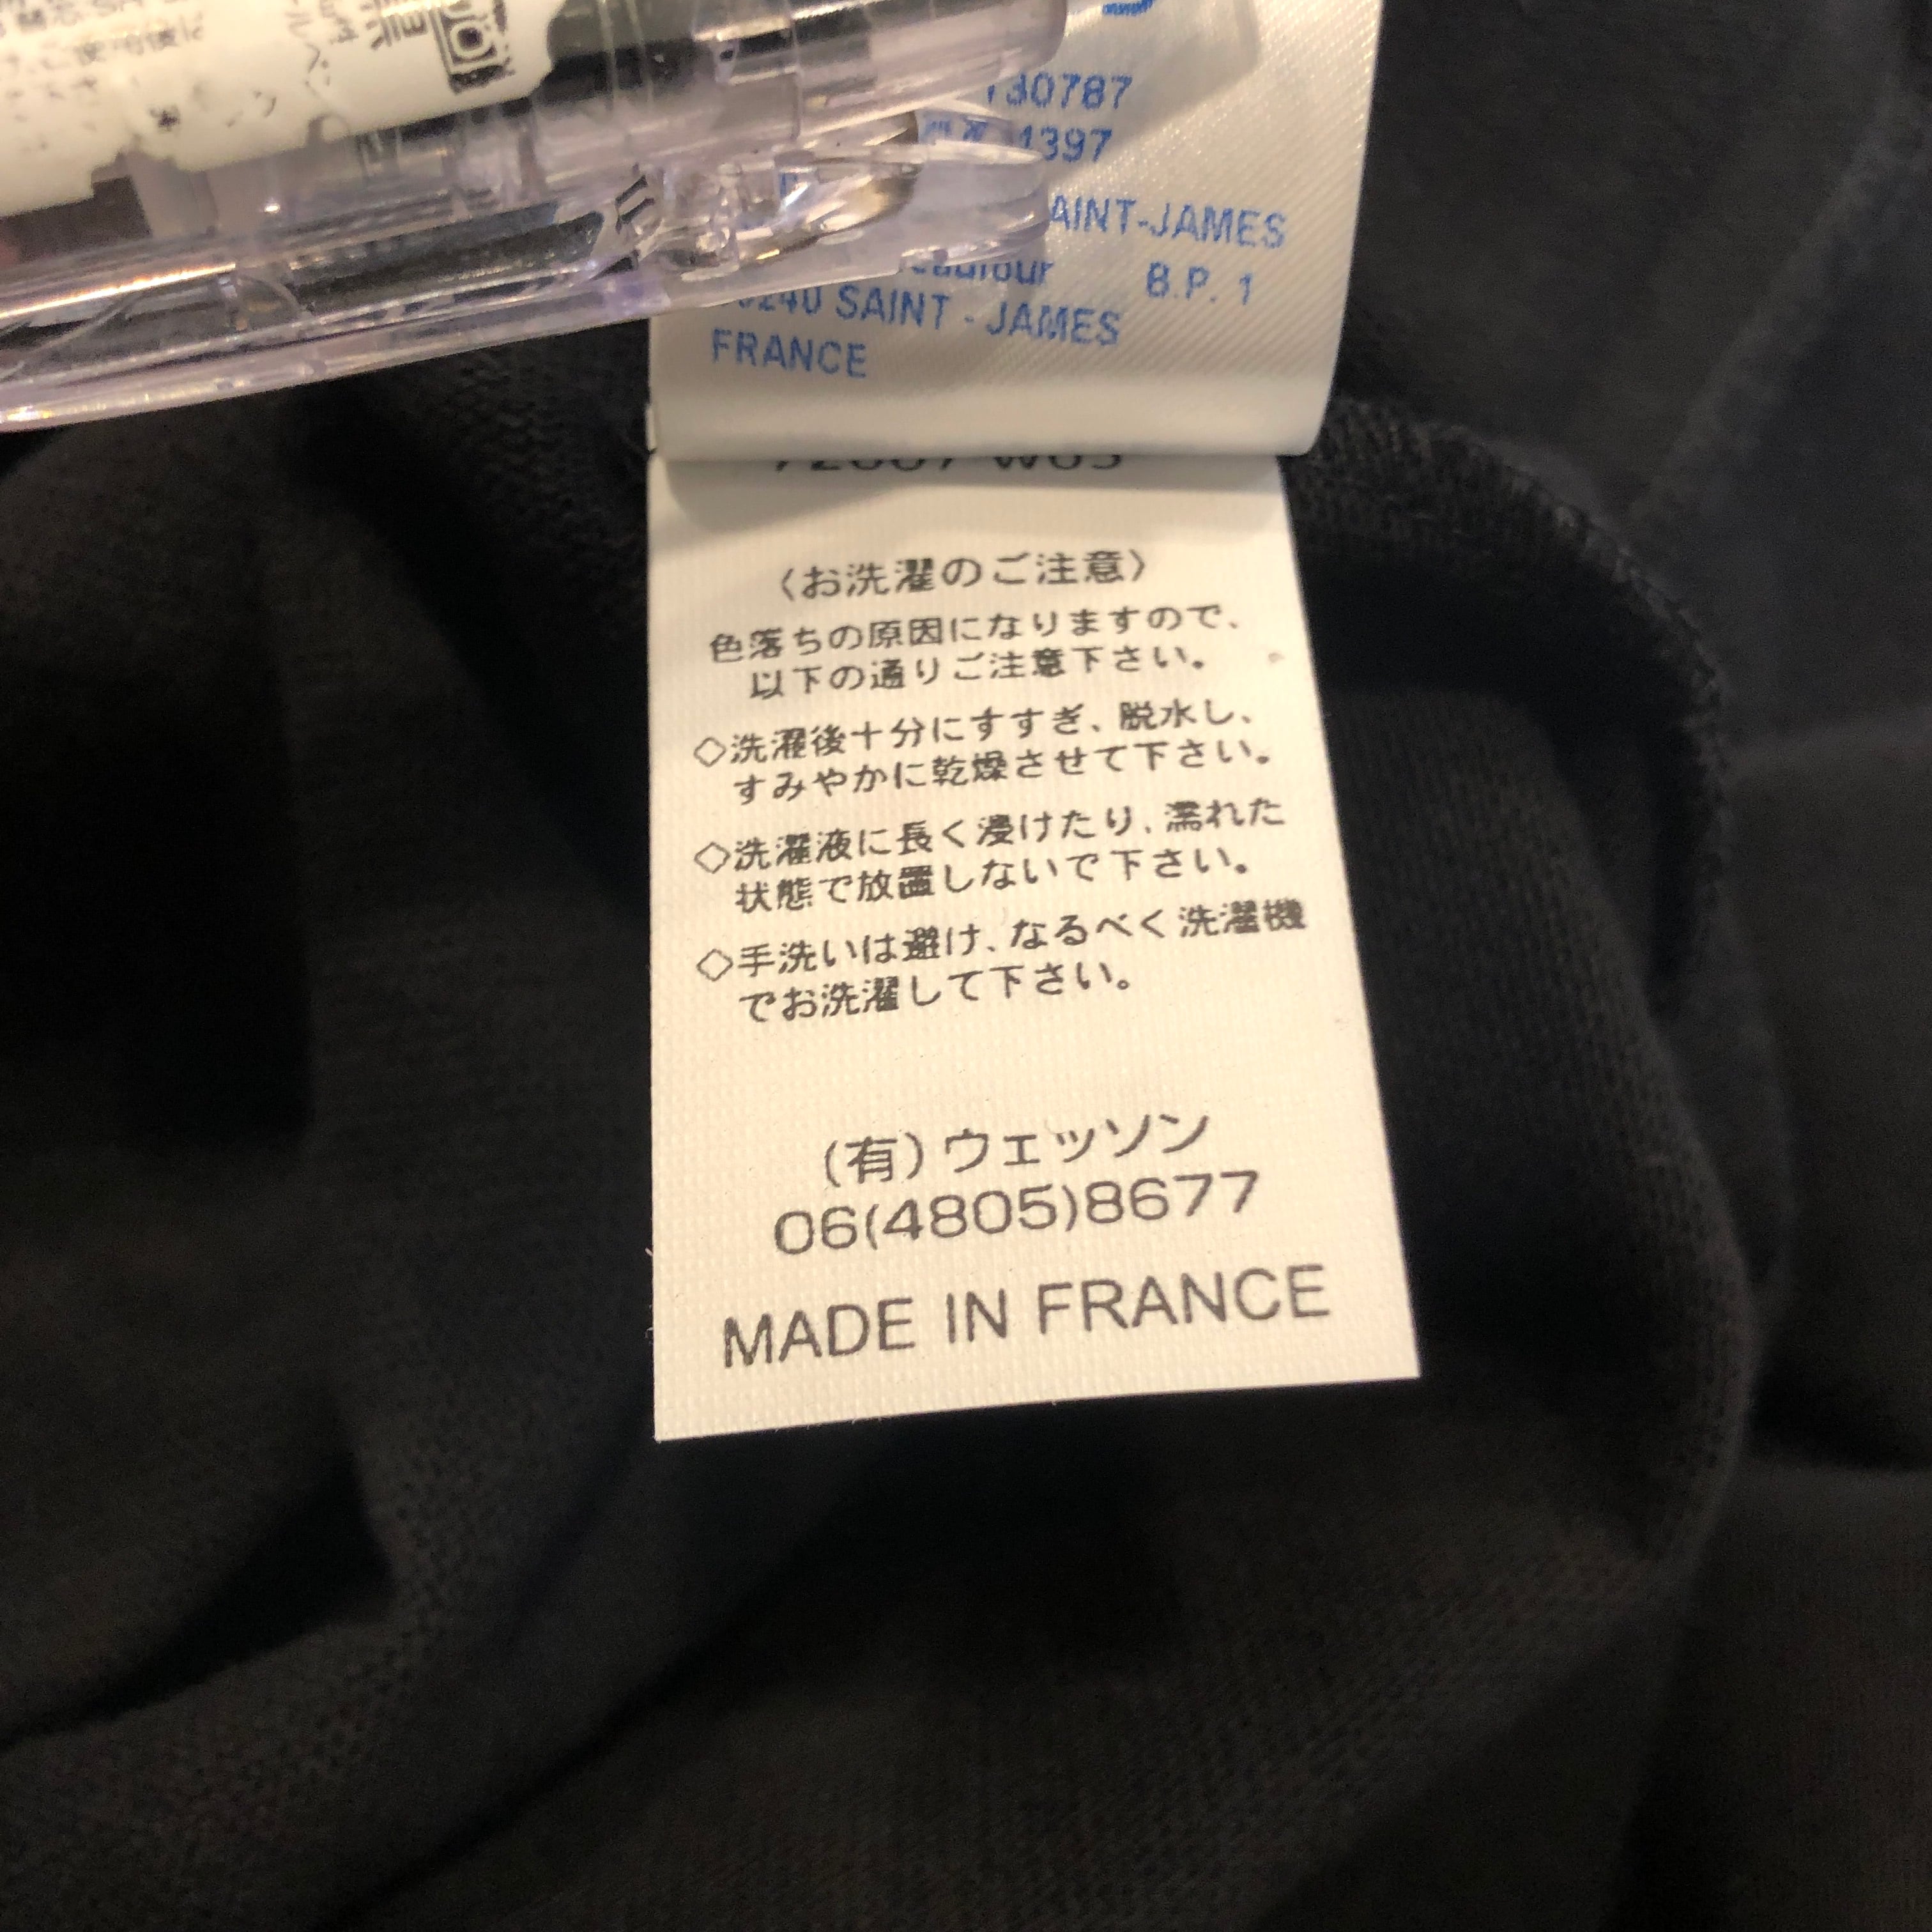 黒
130787
1397
AINT-JAMES
B.P. 1
SAINT - JAMES
FRANCE
〈お洗濯のご注意〉
色落ちの原因になりますので、
以下の通りご注意下さい。
◇洗濯後十分にすすぎ、脱水し、
すみやかに乾燥させて下さい。
◇洗濯液に長く浸けたり、濡れた
状態で放置しないで下さい。
◇手洗いは避け、なるべく洗濯機
でお洗濯して下さい。
(有)ウェッソン
06(4805)8677
MADE IN FRANCE